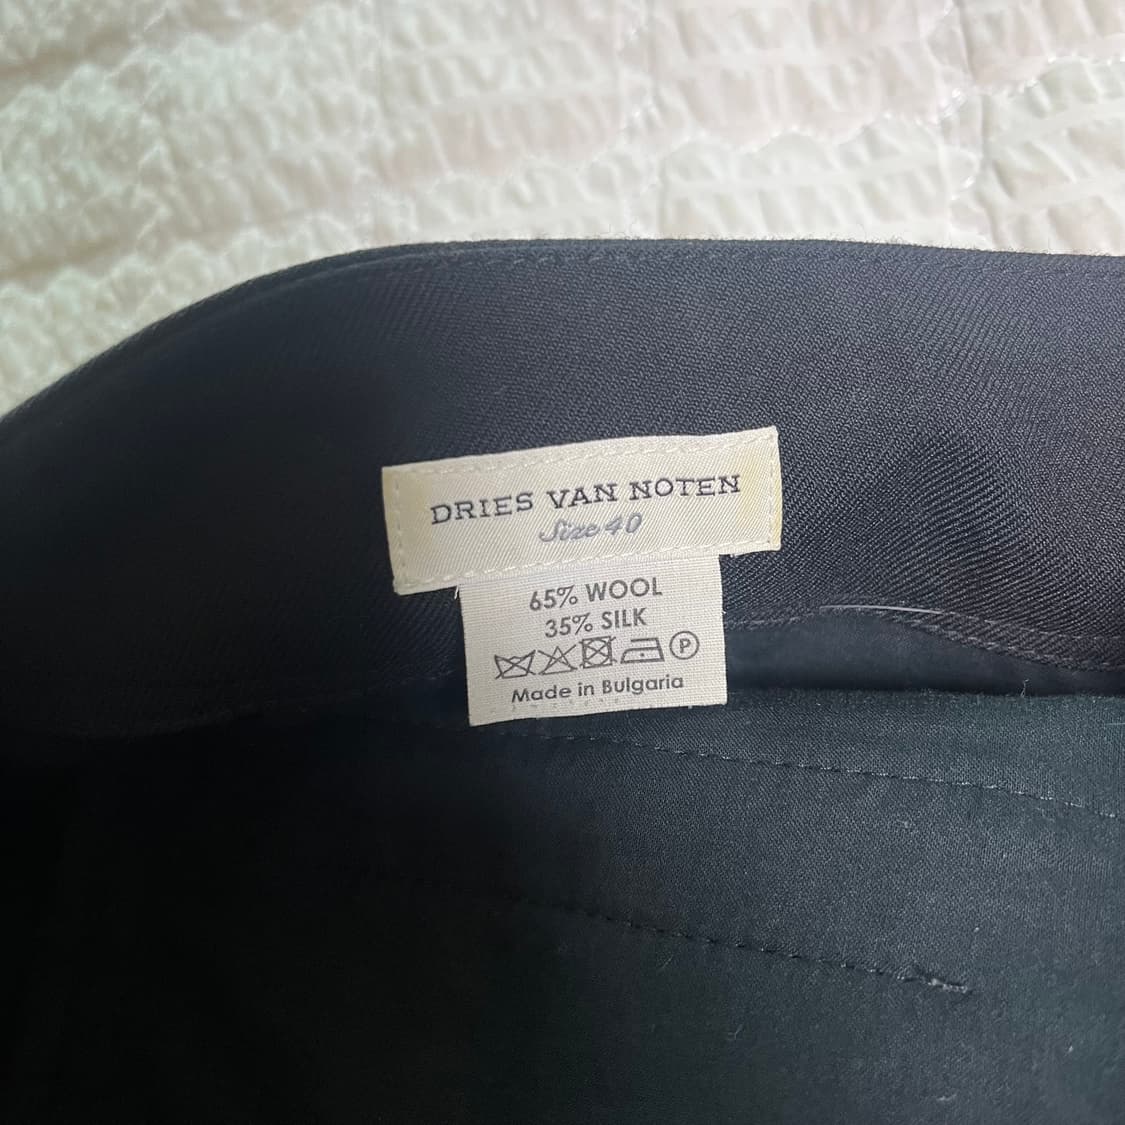 DRIES VAN NOTEN
Size 40
65% WOOL
35% SILK
P
Made in Bulgaria